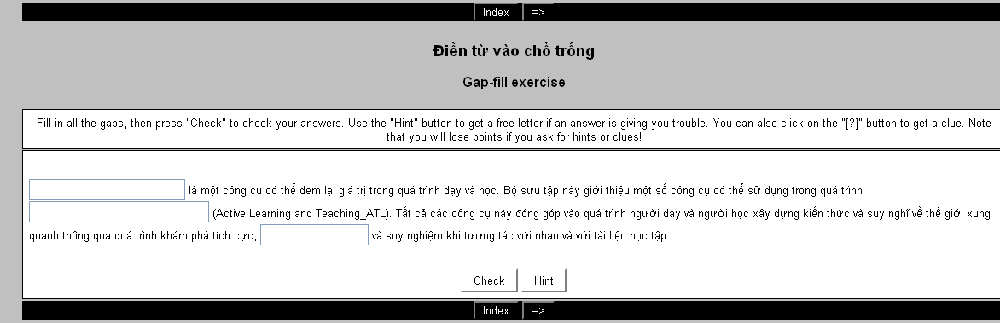 Index =>
Điền từ vào chổ trống
Gap-fill exercise
Fill in all the gaps, then press "Check" to check your answers. Use the "Hint" button to get a free letter if an answer is giving you trouble. You can also click on the "[?]" button to get a clue. Note
that you will lose points if you ask for hints or clues!
là một công cụ có thể đem lại giá trị trong quá trình dạy và học. Bộ sưu tập này giới thiệu một số công cụ có thể sử dụng trong quá trình
(Active Learning and Teaching_ATL). Tất cả các công cụ này đóng góp vào quá trình người dạy và người học xây dựng kiến thức và suy nghĩ về thế giới xung
quanh thông qua quá trình khám phá tích cực, và suy nghiệm khi tương tác với nhau và với tài liệu học tập.
Check Hint
Index =>